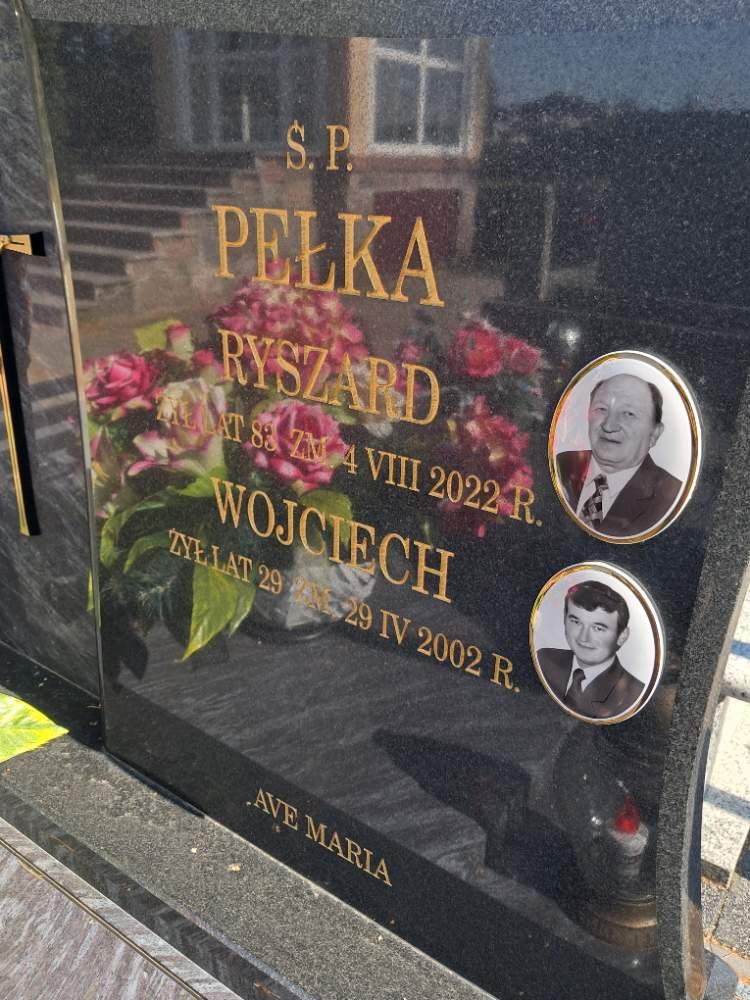 Ś. P.
PEŁKA
RYSZARD
ŻYŁ LAT 83 ZM. 4 VIII 2022 R.
WOJCIECH
ŻYŁ LAT 29 ZM. 29 IV 2002 R.
AVE MARIA